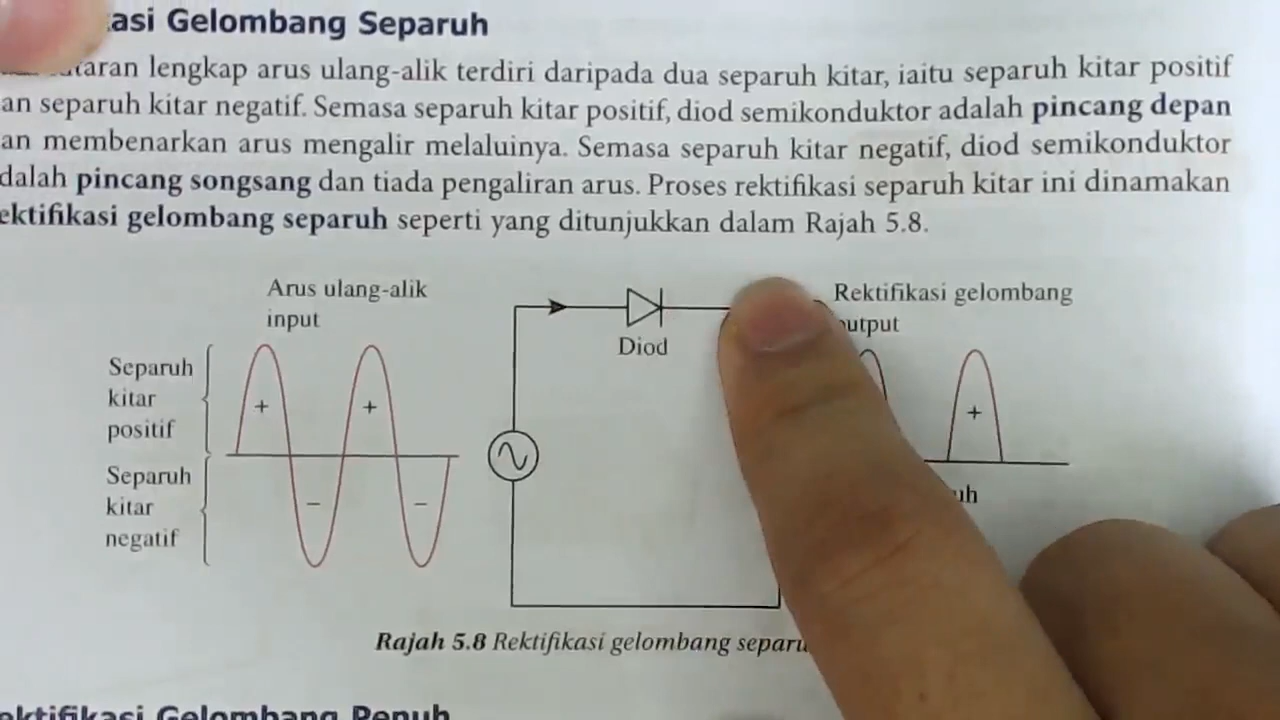 asi Gelombang Separuh
taran lengkap arus ulang-alik terdiri daripada dua separuh kitar, iaitu separuh kitar positif
an separuh kitar negatif. Semasa separuh kitar positif, diod semikonduktor adalah pincang depan
an membenarkan arus mengalir melaluinya. Semasa separuh kitar negatif, diod semikonduktor
dalah pincang songsang dan tiada pengaliran arus. Proses rektifikasi separuh kitar ini dinamakan
ektifikasi gelombang separuh seperti yang ditunjukkan dalam Rajah 5.8.
Arus ulang-alik
input
Separuh
kitar
positif
Separuh
kitar
negatif
+
+
–
–
Diod
Rektifikasi gelombang
output
+
uh
Rajah 5.8 Rektifikasi gelombang separu
ektifikasi Gelombang Penuh